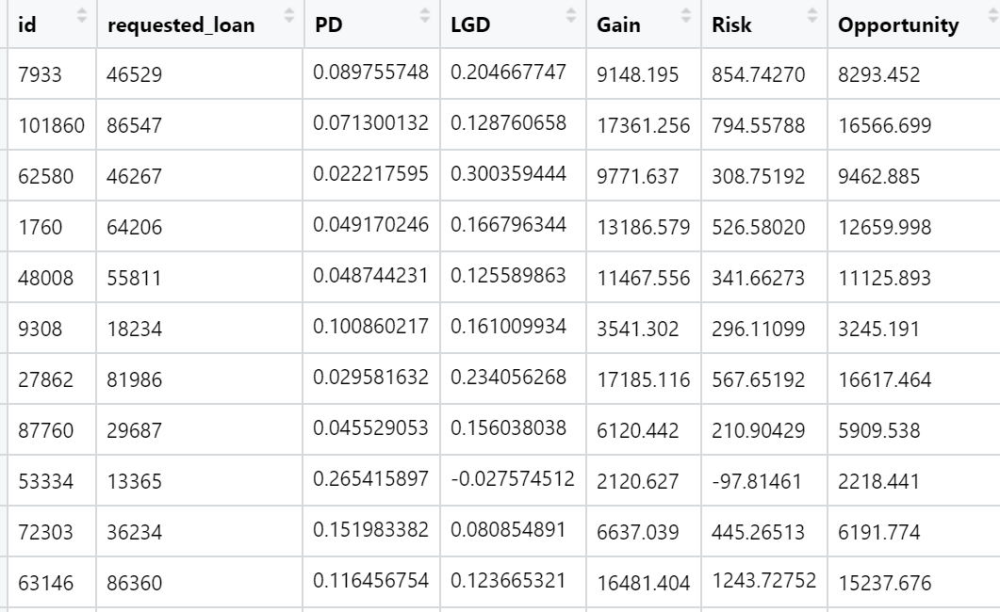 id requested_loan PD LGD Gain Risk Opportunity
7933 46529 0.089755748 0.204667747 9148.195 854.74270 8293.452
101860 86547 0.071300132 0.128760658 17361.256 794.55788 16566.699
62580 46267 0.022217595 0.300359444 9771.637 308.75192 9462.885
1760 64206 0.049170246 0.166796344 13186.579 526.58020 12659.998
48008 55811 0.048744231 0.125589863 11467.556 341.66273 11125.893
9308 18234 0.100860217 0.161009934 3541.302 296.11099 3245.191
27862 81986 0.029581632 0.234056268 17185.116 567.65192 16617.464
87760 29687 0.045529053 0.156038038 6120.442 210.90429 5909.538
53334 13365 0.265415897 -0.027574512 2120.627 -97.81461 2218.441
72303 36234 0.151983382 0.080854891 6637.039 445.26513 6191.774
63146 86360 0.116456754 0.123665321 16481.404 1243.72752 15237.676